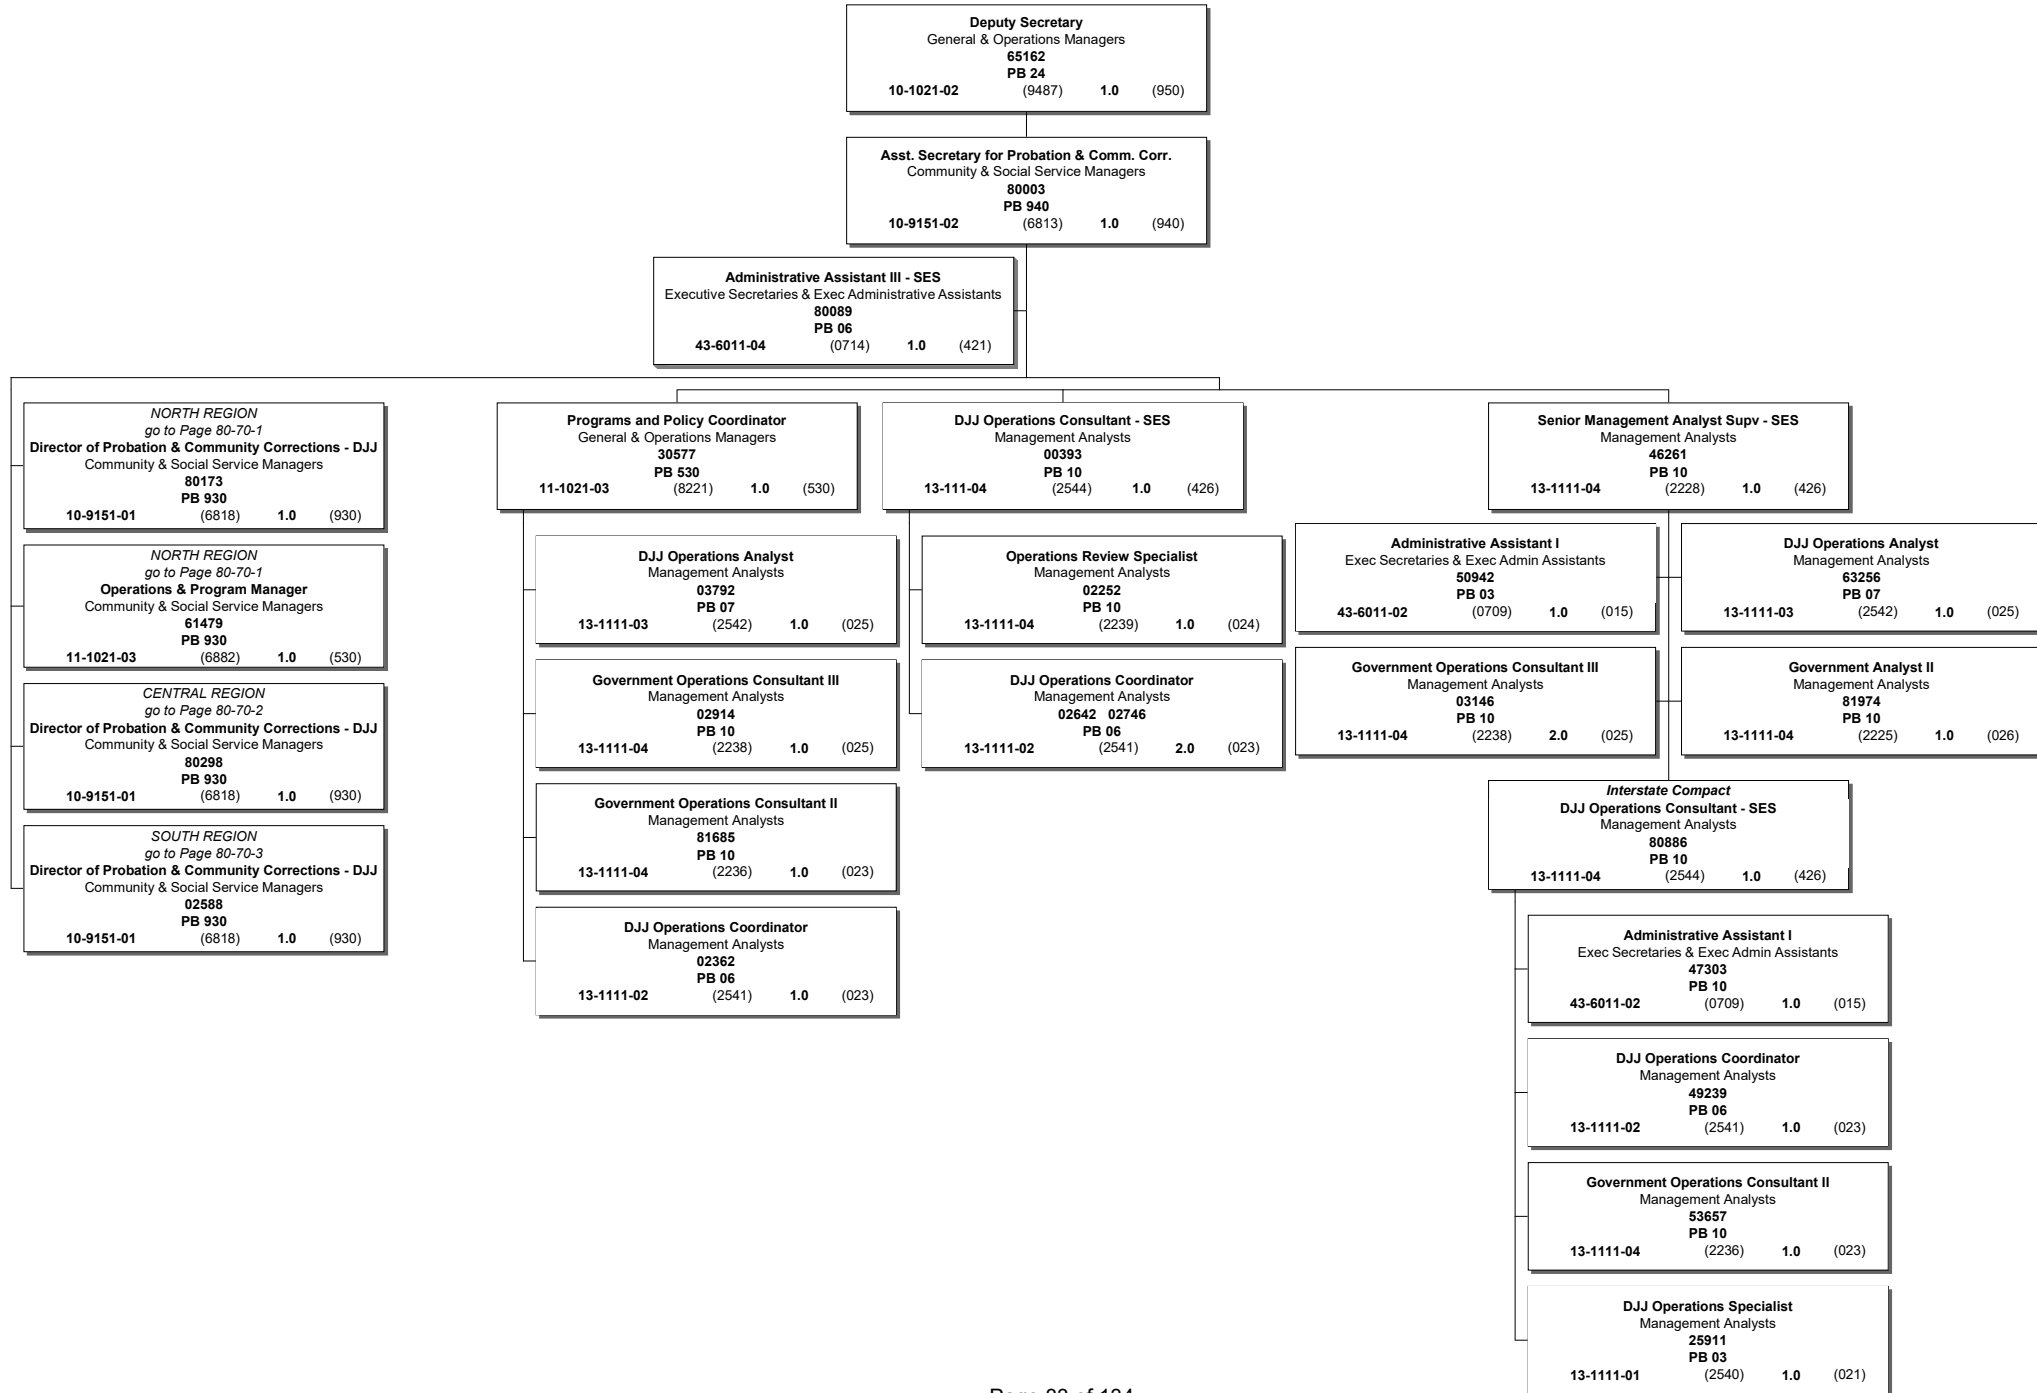 Deputy Secretary
General & Operations Managers
65162
PB 24
10-1021-02 (9487) 1.0 (950)
Asst. Secretary for Probation & Comm. Corr.
Community & Social Service Managers
80003
PB 940
10-9151-02 (6813) 1.0 (940)
Administrative Assistant III - SES
Executive Secretaries & Exec Administrative Assistants
80089
PB 06
43-6011-04 (0714) 1.0 (421)
NORTH REGION
go to Page 80-70-1
Director of Probation & Community Corrections - DJJ
Community & Social Service Managers
80173
PB 930
10-9151-01 (6818) 1.0 (930)
NORTH REGION
go to Page 80-70-1
Operations & Program Manager
Community & Social Service Managers
61479
PB 930
11-1021-03 (6882) 1.0 (530)
CENTRAL REGION
go to Page 80-70-2
Director of Probation & Community Corrections - DJJ
Community & Social Service Managers
80298
PB 930
10-9151-01 (6818) 1.0 (930)
SOUTH REGION
go to Page 80-70-3
Director of Probation & Community Corrections - DJJ
Community & Social Service Managers
02588
PB 930
10-9151-01 (6818) 1.0 (930)
Programs and Policy Coordinator
General & Operations Managers
30577
PB 530
11-1021-03 (8221) 1.0 (530)
DJJ Operations Analyst
Management Analysts
03792
PB 07
13-1111-03 (2542) 1.0 (025)
Government Operations Consultant III
Management Analysts
02914
PB 10
13-1111-04 (2238) 1.0 (025)
Government Operations Consultant II
Management Analysts
81685
PB 10
13-1111-04 (2236) 1.0 (023)
DJJ Operations Coordinator
Management Analysts
02362
PB 06
13-1111-02 (2541) 1.0 (023)
DJJ Operations Consultant - SES
Management Analysts
00393
PB 10
13-111-04 (2544) 1.0 (426)
Operations Review Specialist
Management Analysts
02252
PB 10
13-1111-04 (2239) 1.0 (024)
DJJ Operations Coordinator
Management Analysts
02642 02746
PB 06
13-1111-02 (2541) 2.0 (023)
Senior Management Analyst Supv - SES
Management Analysts
46261
PB 10
13-1111-04 (2228) 1.0 (426)
Administrative Assistant I
Exec Secretaries & Exec Admin Assistants
50942
PB 03
43-6011-02 (0709) 1.0 (015)
DJJ Operations Analyst
Management Analysts
63256
PB 07
13-1111-03 (2542) 1.0 (025)
Government Operations Consultant III
Management Analysts
03146
PB 10
13-1111-04 (2238) 2.0 (025)
Government Analyst II
Management Analysts
81974
PB 10
13-1111-04 (2225) 1.0 (026)
Interstate Compact
DJJ Operations Consultant - SES
Management Analysts
80886
PB 10
13-1111-04 (2544) 1.0 (426)
Administrative Assistant I
Exec Secretaries & Exec Admin Assistants
47303
PB 10
43-6011-02 (0709) 1.0 (015)
DJJ Operations Coordinator
Management Analysts
49239
PB 06
13-1111-02 (2541) 1.0 (023)
Government Operations Consultant II
Management Analysts
53657
PB 10
13-1111-04 (2236) 1.0 (023)
DJJ Operations Specialist
Management Analysts
25911
PB 03
13-1111-01 (2540) 1.0 (021)